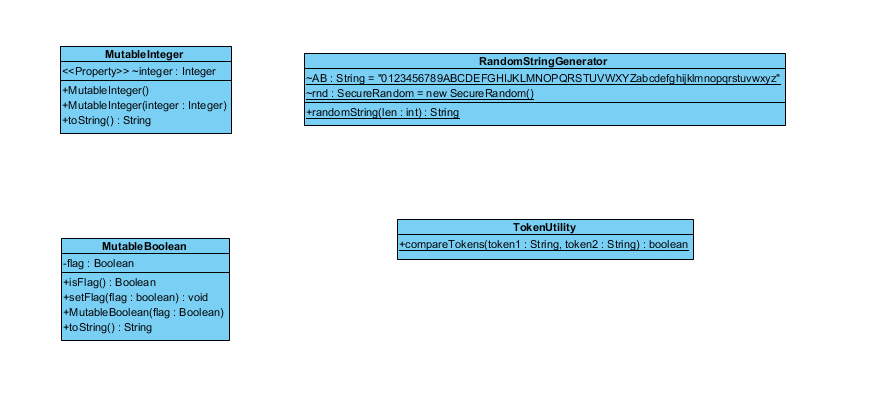 MutableInteger
<<Property>> ~integer : Integer
+MutableInteger()
+MutableInteger(integer : Integer)
+toString() : String
RandomStringGenerator
~AB : String = "0123456789ABCDEFGHIJKLMNOPQRSTUVWXYZabcdefghijklmnopqrstuvwxyz"
~rnd : SecureRandom = new SecureRandom()
+randomString(len : int) : String
MutableBoolean
-flag : Boolean
+isFlag() : Boolean
+setFlag(flag : boolean) : void
+MutableBoolean(flag : Boolean)
+toString() : String
TokenUtility
+compareTokens(token1 : String, token2 : String) : boolean